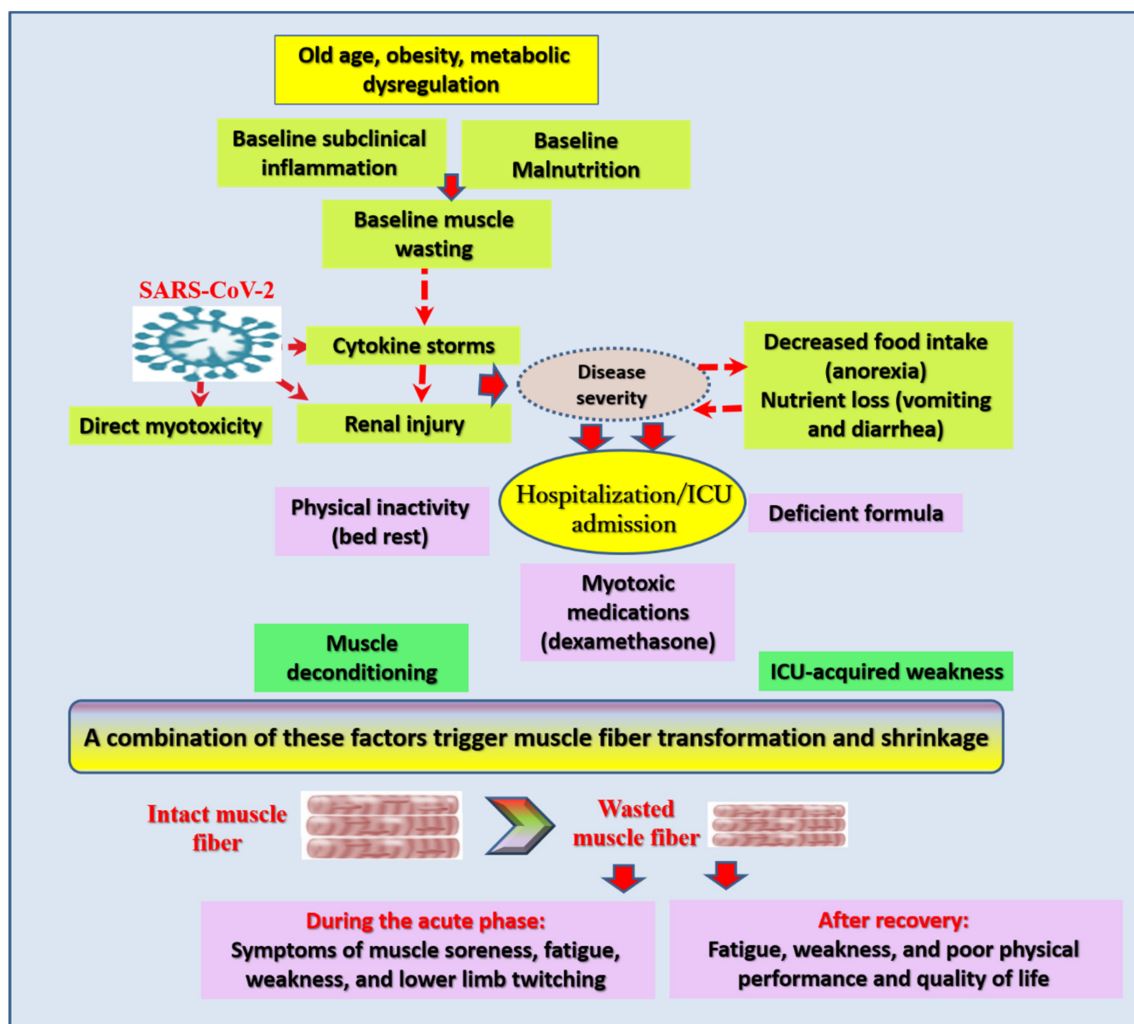 Old age, obesity, metabolic
dysregulation
Baseline subclinical
inflammation
Baseline
Malnutrition
Baseline muscle
wasting
SARS-CoV-2
Cytokine storms
Direct myotoxicity
Renal injury
Disease
severity
Decreased food intake
(anorexia)
Nutrient loss (vomiting
and diarrhea)
Hospitalization/ICU
admission
Physical inactivity
(bed rest)
Deficient formula
Myotoxic
medications
(dexamethasone)
Muscle
deconditioning
ICU-acquired weakness
A combination of these factors trigger muscle fiber transformation and shrinkage
Intact muscle
fiber
Wasted
muscle fiber
During the acute phase:
Symptoms of muscle soreness, fatigue,
weakness, and lower limb twitching
After recovery:
Fatigue, weakness, and poor physical
performance and quality of life